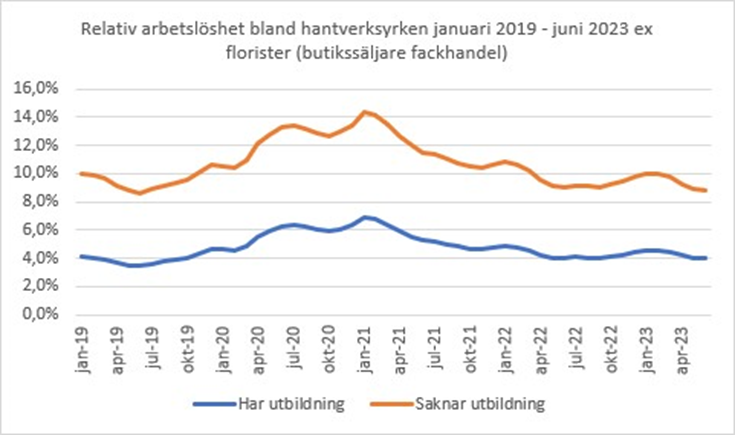 Relativ arbetslöshet bland hantverksyrken januari 2019 - juni 2023 ex
florister (butikssäljare fackhandel)
16,0%
14,0%
12,0%
10,0%
8,0%
6,0%
4,0%
2,0%
0,0%
jan-19
apr-19
jul-19
okt-19
jan-20
apr-20
jul-20
okt-20
jan-21
apr-21
jul-21
okt-21
jan-22
apr-22
jul-22
okt-22
jan-23
apr-23
Har utbildning
Saknar utbildning